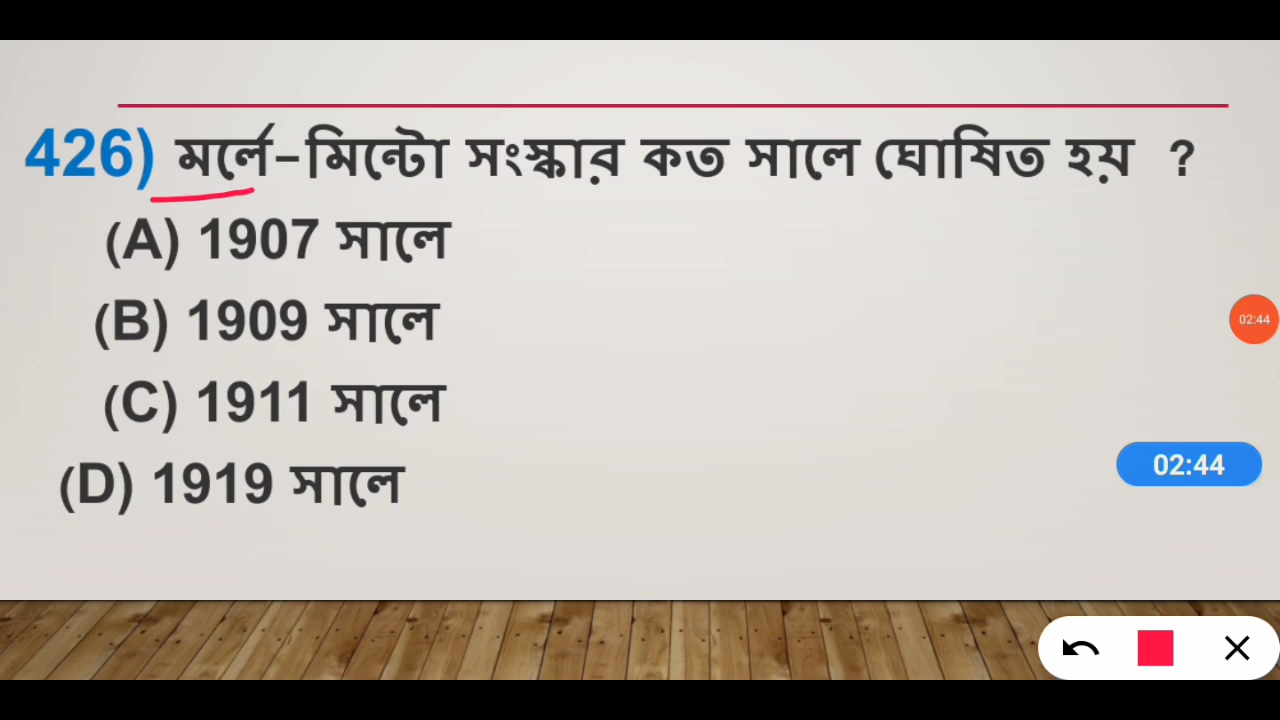 426) মর্লে-মিন্টো সংস্কার কত সালে ঘোষিত হয় ?
(A) 1907 সালে
(B) 1909 সালে
02:44
(C) 1911 সালে
02:44
(D) 1919 সালে